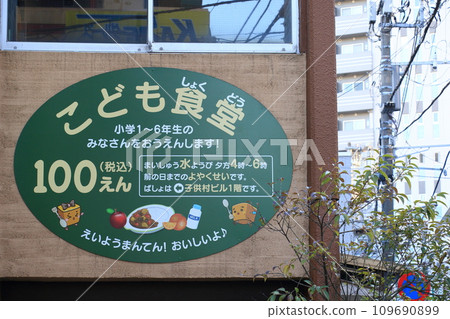 しょく どう
こども食堂
小学1～6年生の
みなさんをおうえんします!
100えん
(税込)
まいしゅう水ようび 夕方4時~6時
前の日までのよやくせいです。
ばしょは 子供村ビル1階です。
えいようまんてん! おいしいよ♪
109690899